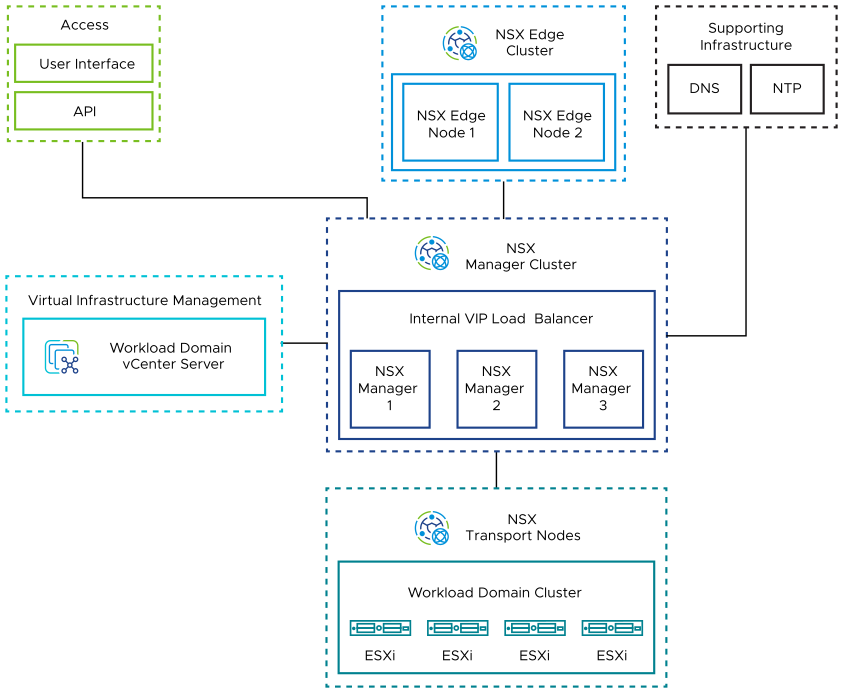 Access
User Interface
API
NSX Edge
Cluster
NSX Edge
Node 1
NSX Edge
Node 2
Supporting
Infrastructure
DNS
NTP
NSX
Manager Cluster
Internal VIP Load Balancer
NSX
Manager
1
NSX
Manager
2
NSX
Manager
3
Virtual Infrastructure Management
Workload Domain
vCenter Server
NSX
Transport Nodes
Workload Domain Cluster
ESXi
ESXi
ESXi
ESXi